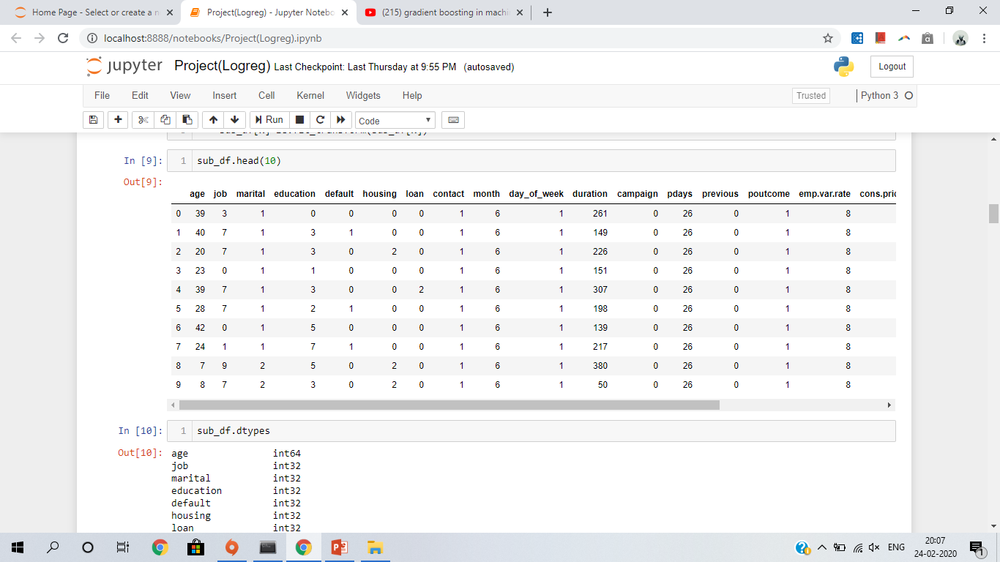 Home Page - Select or create a n
Project(Logreg) - Jupyter Notebo
(215) gradient boosting in machi
localhost:8888/notebooks/Project(Logreg).ipynb
jupyter Project(Logreg) Last Checkpoint: Last Thursday at 9:55 PM (autosaved)
Logout
File Edit View Insert Cell Kernel Widgets Help
Trusted Python 3
Run Code
In [9]: 1 sub_df.head(10)
Out[9]:
age job marital education default housing loan contact month day_of_week duration campaign pdays previous poutcome emp.var.rate cons.pric
0 39 3 1 0 0 0 0 1 6 1 261 0 26 0 1 8
1 40 7 1 3 1 0 0 1 6 1 149 0 26 0 1 8
2 20 7 1 3 0 2 0 1 6 1 226 0 26 0 1 8
3 23 0 1 1 0 0 0 1 6 1 151 0 26 0 1 8
4 39 7 1 3 0 0 2 1 6 1 307 0 26 0 1 8
5 28 7 1 2 1 0 0 1 6 1 198 0 26 0 1 8
6 42 0 1 5 0 0 0 1 6 1 139 0 26 0 1 8
7 24 1 1 7 1 0 0 1 6 1 217 0 26 0 1 8
8 7 9 2 5 0 2 0 1 6 1 380 0 26 0 1 8
9 8 7 2 3 0 2 0 1 6 1 50 0 26 0 1 8
In [10]: 1 sub_df.dtypes
Out[10]: age int64
job int32
marital int32
education int32
default int32
housing int32
loan int32
ENG
20:07
24-02-2020
1